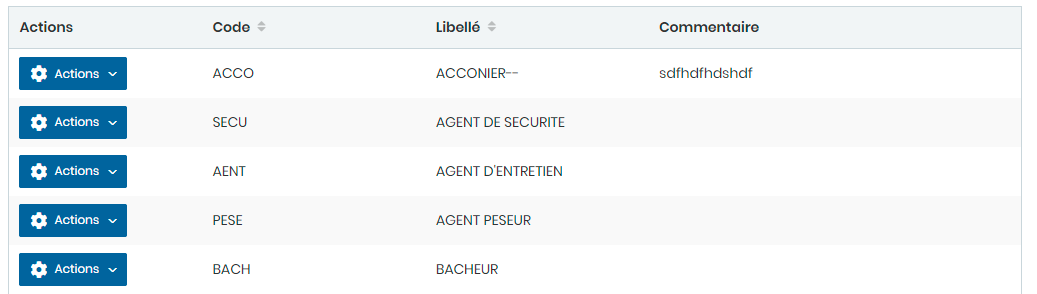 Actions Code Libellé Commentaire
Actions ACCO ACCONIER-- sdfhdfhdshdf
Actions SECU AGENT DE SECURITE
Actions AENT AGENT D'ENTRETIEN
Actions PESE AGENT PESEUR
Actions BACH BACHEUR